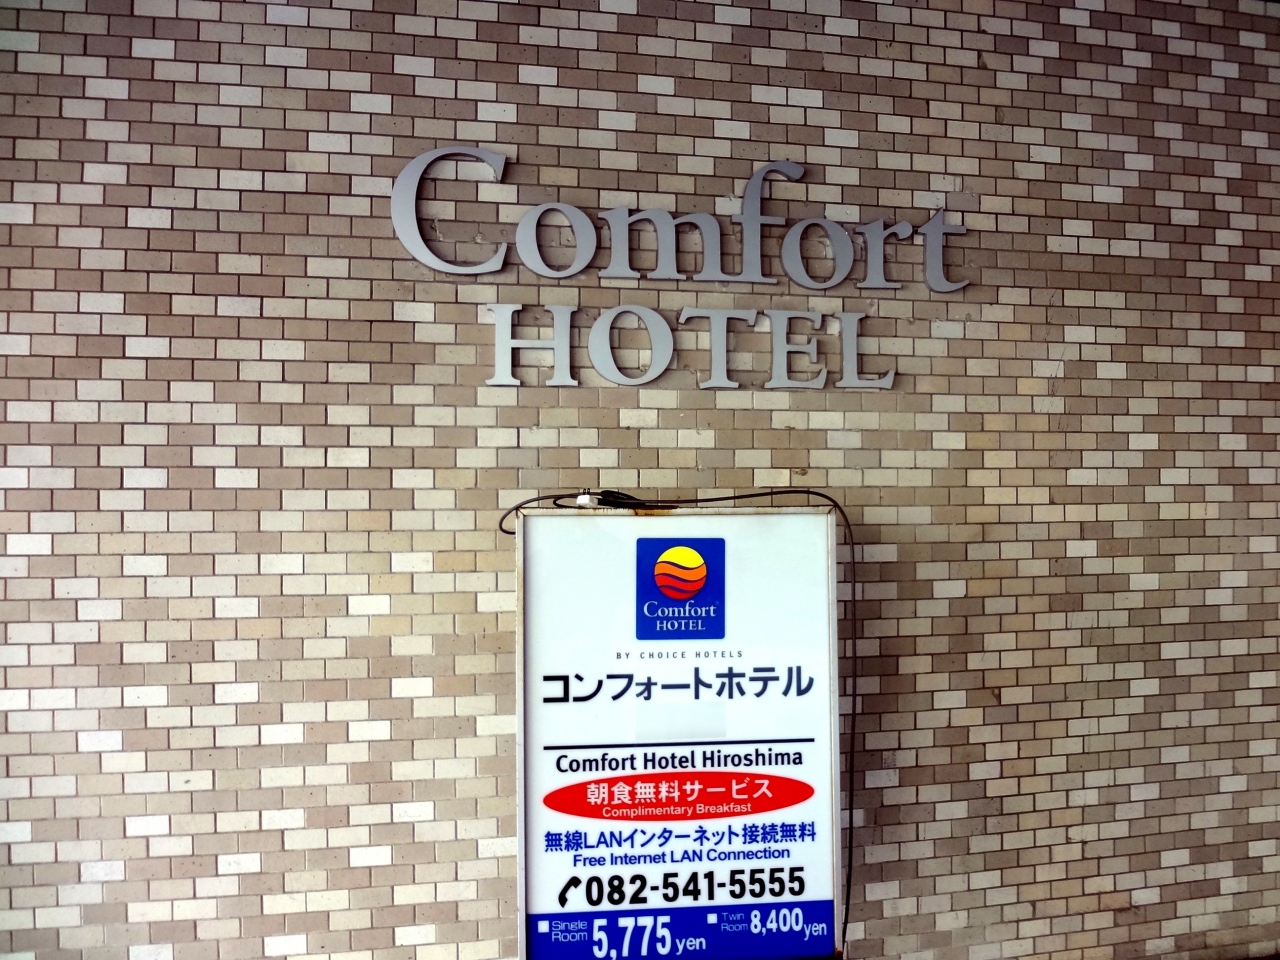 Comfort
HOTEL
Comfort
HOTEL
BY CHOICE HOTELS
コンフォートホテル
Comfort Hotel Hiroshima
朝食無料サービス
Complimentary Breakfast
無線LANインターネット接続無料
Free Internet LAN Connection
082-541-5555
Single Room 5,775 yen Twin Room 8,400 yen